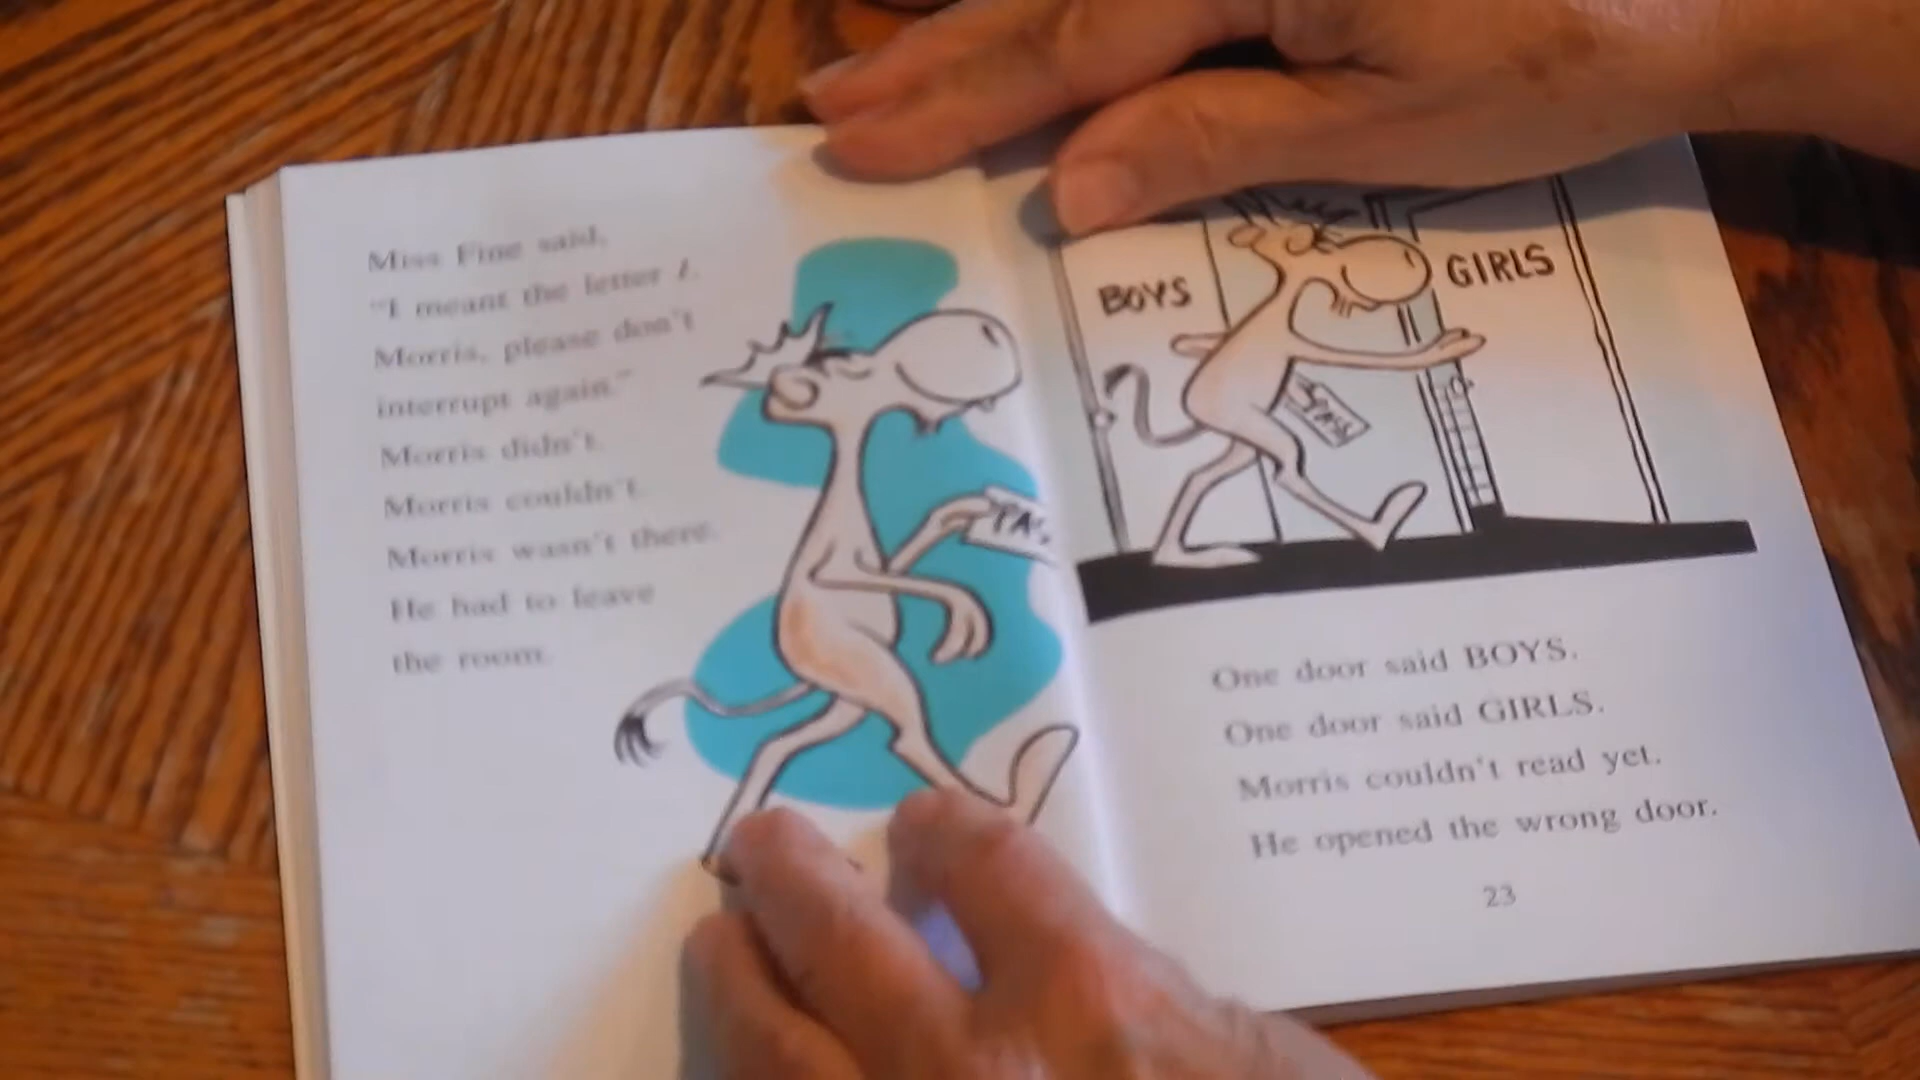 Miss Fine said,
"I meant the letter I.
Morris, please don't
interrupt again."
Morris didn't.
Morris couldn't.
Morris wasn't there.
He had to leave
the room.
PAS
BOYS
GIRLS
PASS
One door said BOYS.
One door said GIRLS.
Morris couldn't read yet.
He opened the wrong door.
23